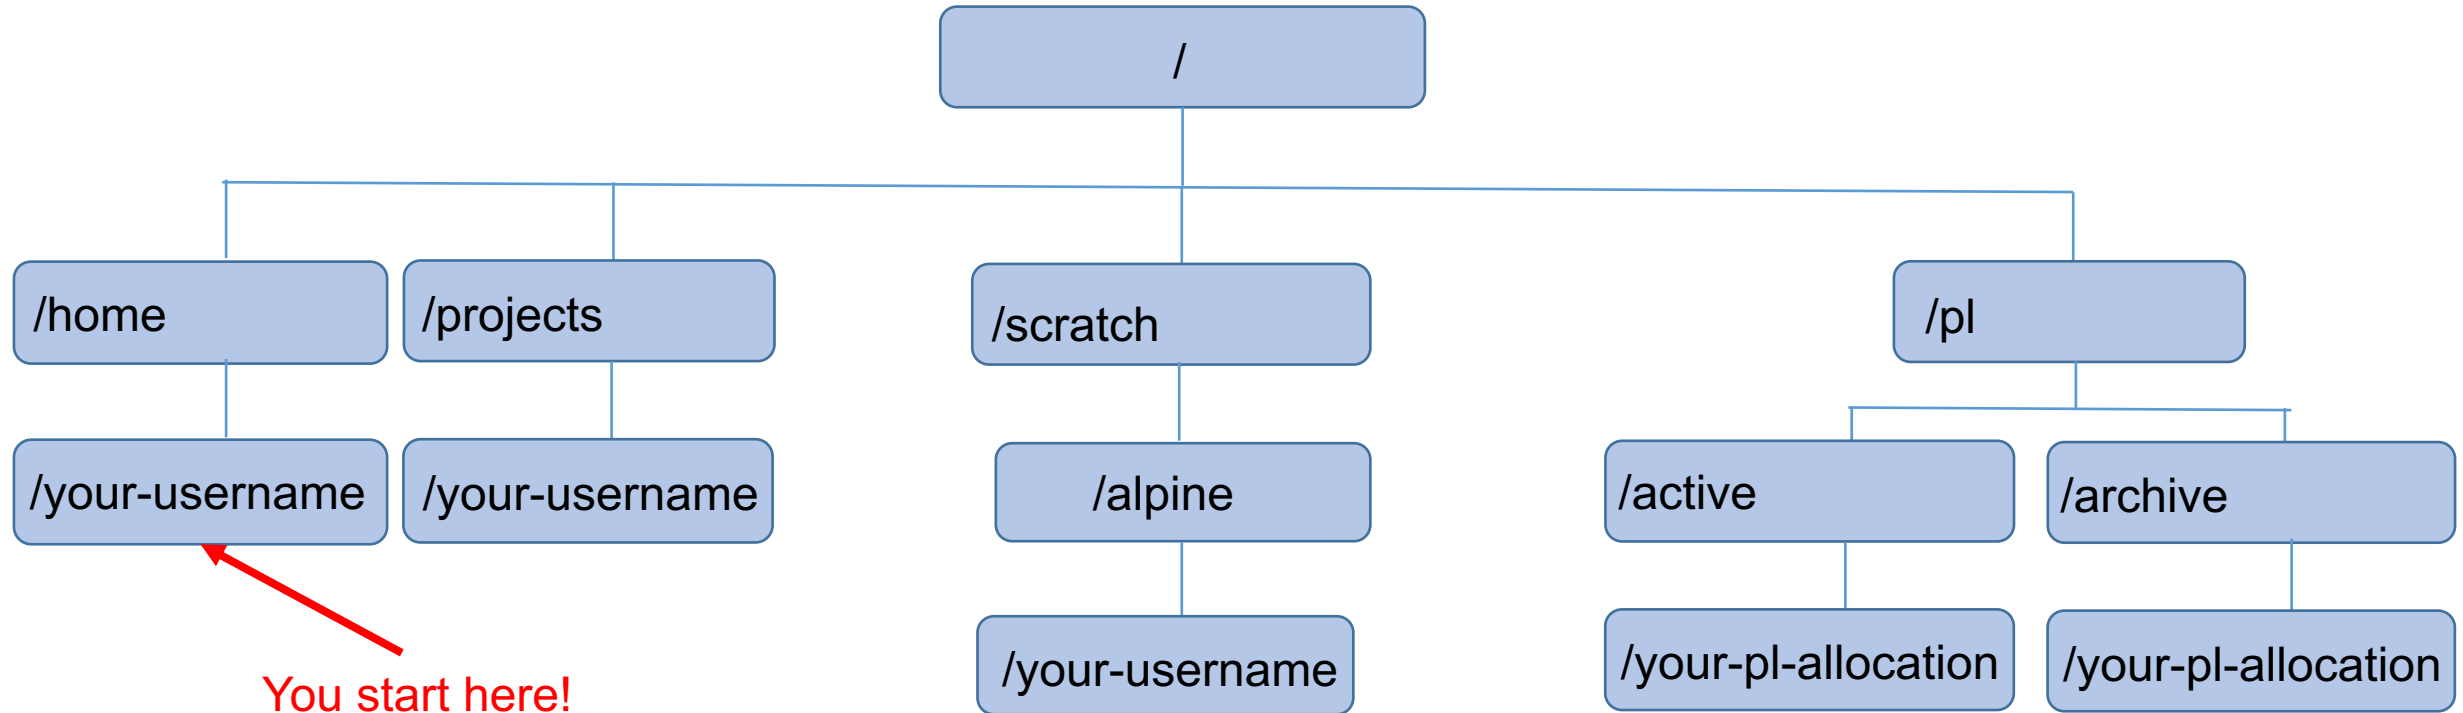 /
/home
/projects
/scratch
/pl
/your-username
/your-username
/alpine
/active
/archive
/your-username
/your-pl-allocation
/your-pl-allocation
You start here!